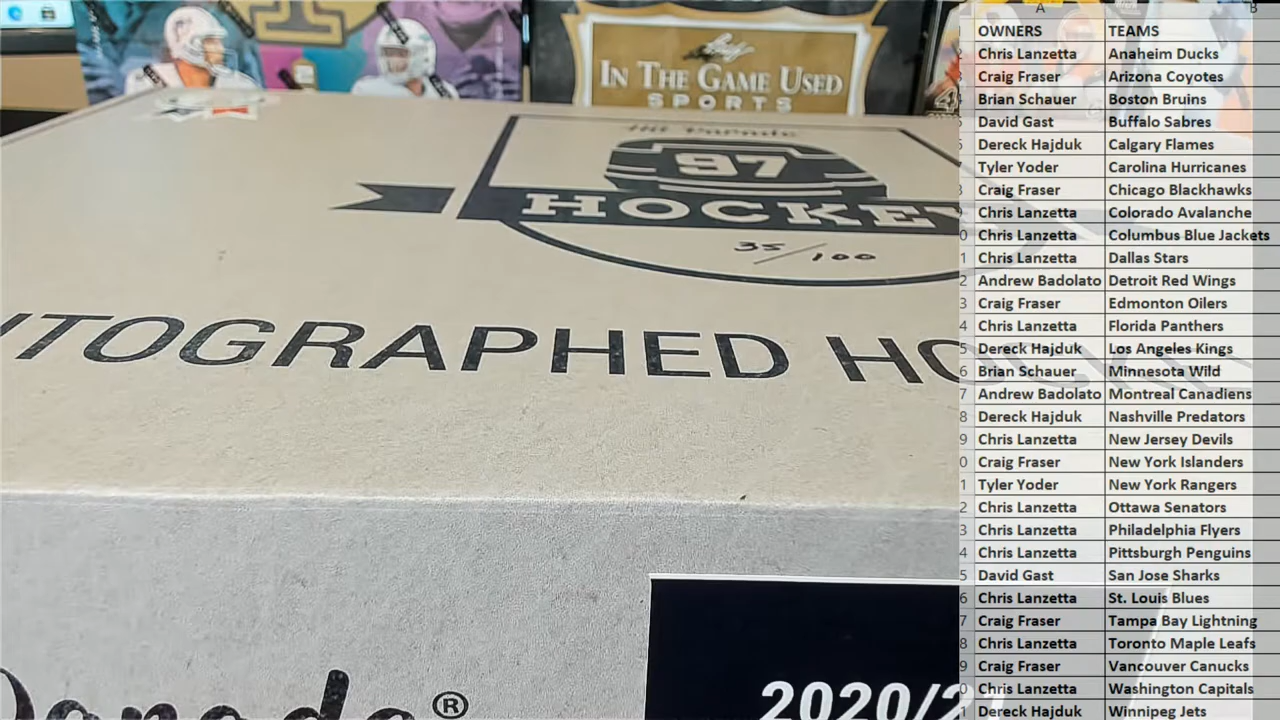 IN THE GAME USED
SPORTS
Hit Parade
97
HOCKEY
35/100
UTOGRAPHED HOCKEY
Parade®
2020/21
A B
OWNERS TEAMS
Chris Lanzetta Anaheim Ducks
Craig Fraser Arizona Coyotes
Brian Schauer Boston Bruins
David Gast Buffalo Sabres
Dereck Hajduk Calgary Flames
Tyler Yoder Carolina Hurricanes
Craig Fraser Chicago Blackhawks
Chris Lanzetta Colorado Avalanche
Chris Lanzetta Columbus Blue Jackets
Chris Lanzetta Dallas Stars
Andrew Badolato Detroit Red Wings
Craig Fraser Edmonton Oilers
Chris Lanzetta Florida Panthers
Dereck Hajduk Los Angeles Kings
Brian Schauer Minnesota Wild
Andrew Badolato Montreal Canadiens
Dereck Hajduk Nashville Predators
Chris Lanzetta New Jersey Devils
Craig Fraser New York Islanders
Tyler Yoder New York Rangers
Chris Lanzetta Ottawa Senators
Chris Lanzetta Philadelphia Flyers
Chris Lanzetta Pittsburgh Penguins
David Gast San Jose Sharks
Chris Lanzetta St. Louis Blues
Craig Fraser Tampa Bay Lightning
Chris Lanzetta Toronto Maple Leafs
Craig Fraser Vancouver Canucks
Chris Lanzetta Washington Capitals
Dereck Hajduk Winnipeg Jets